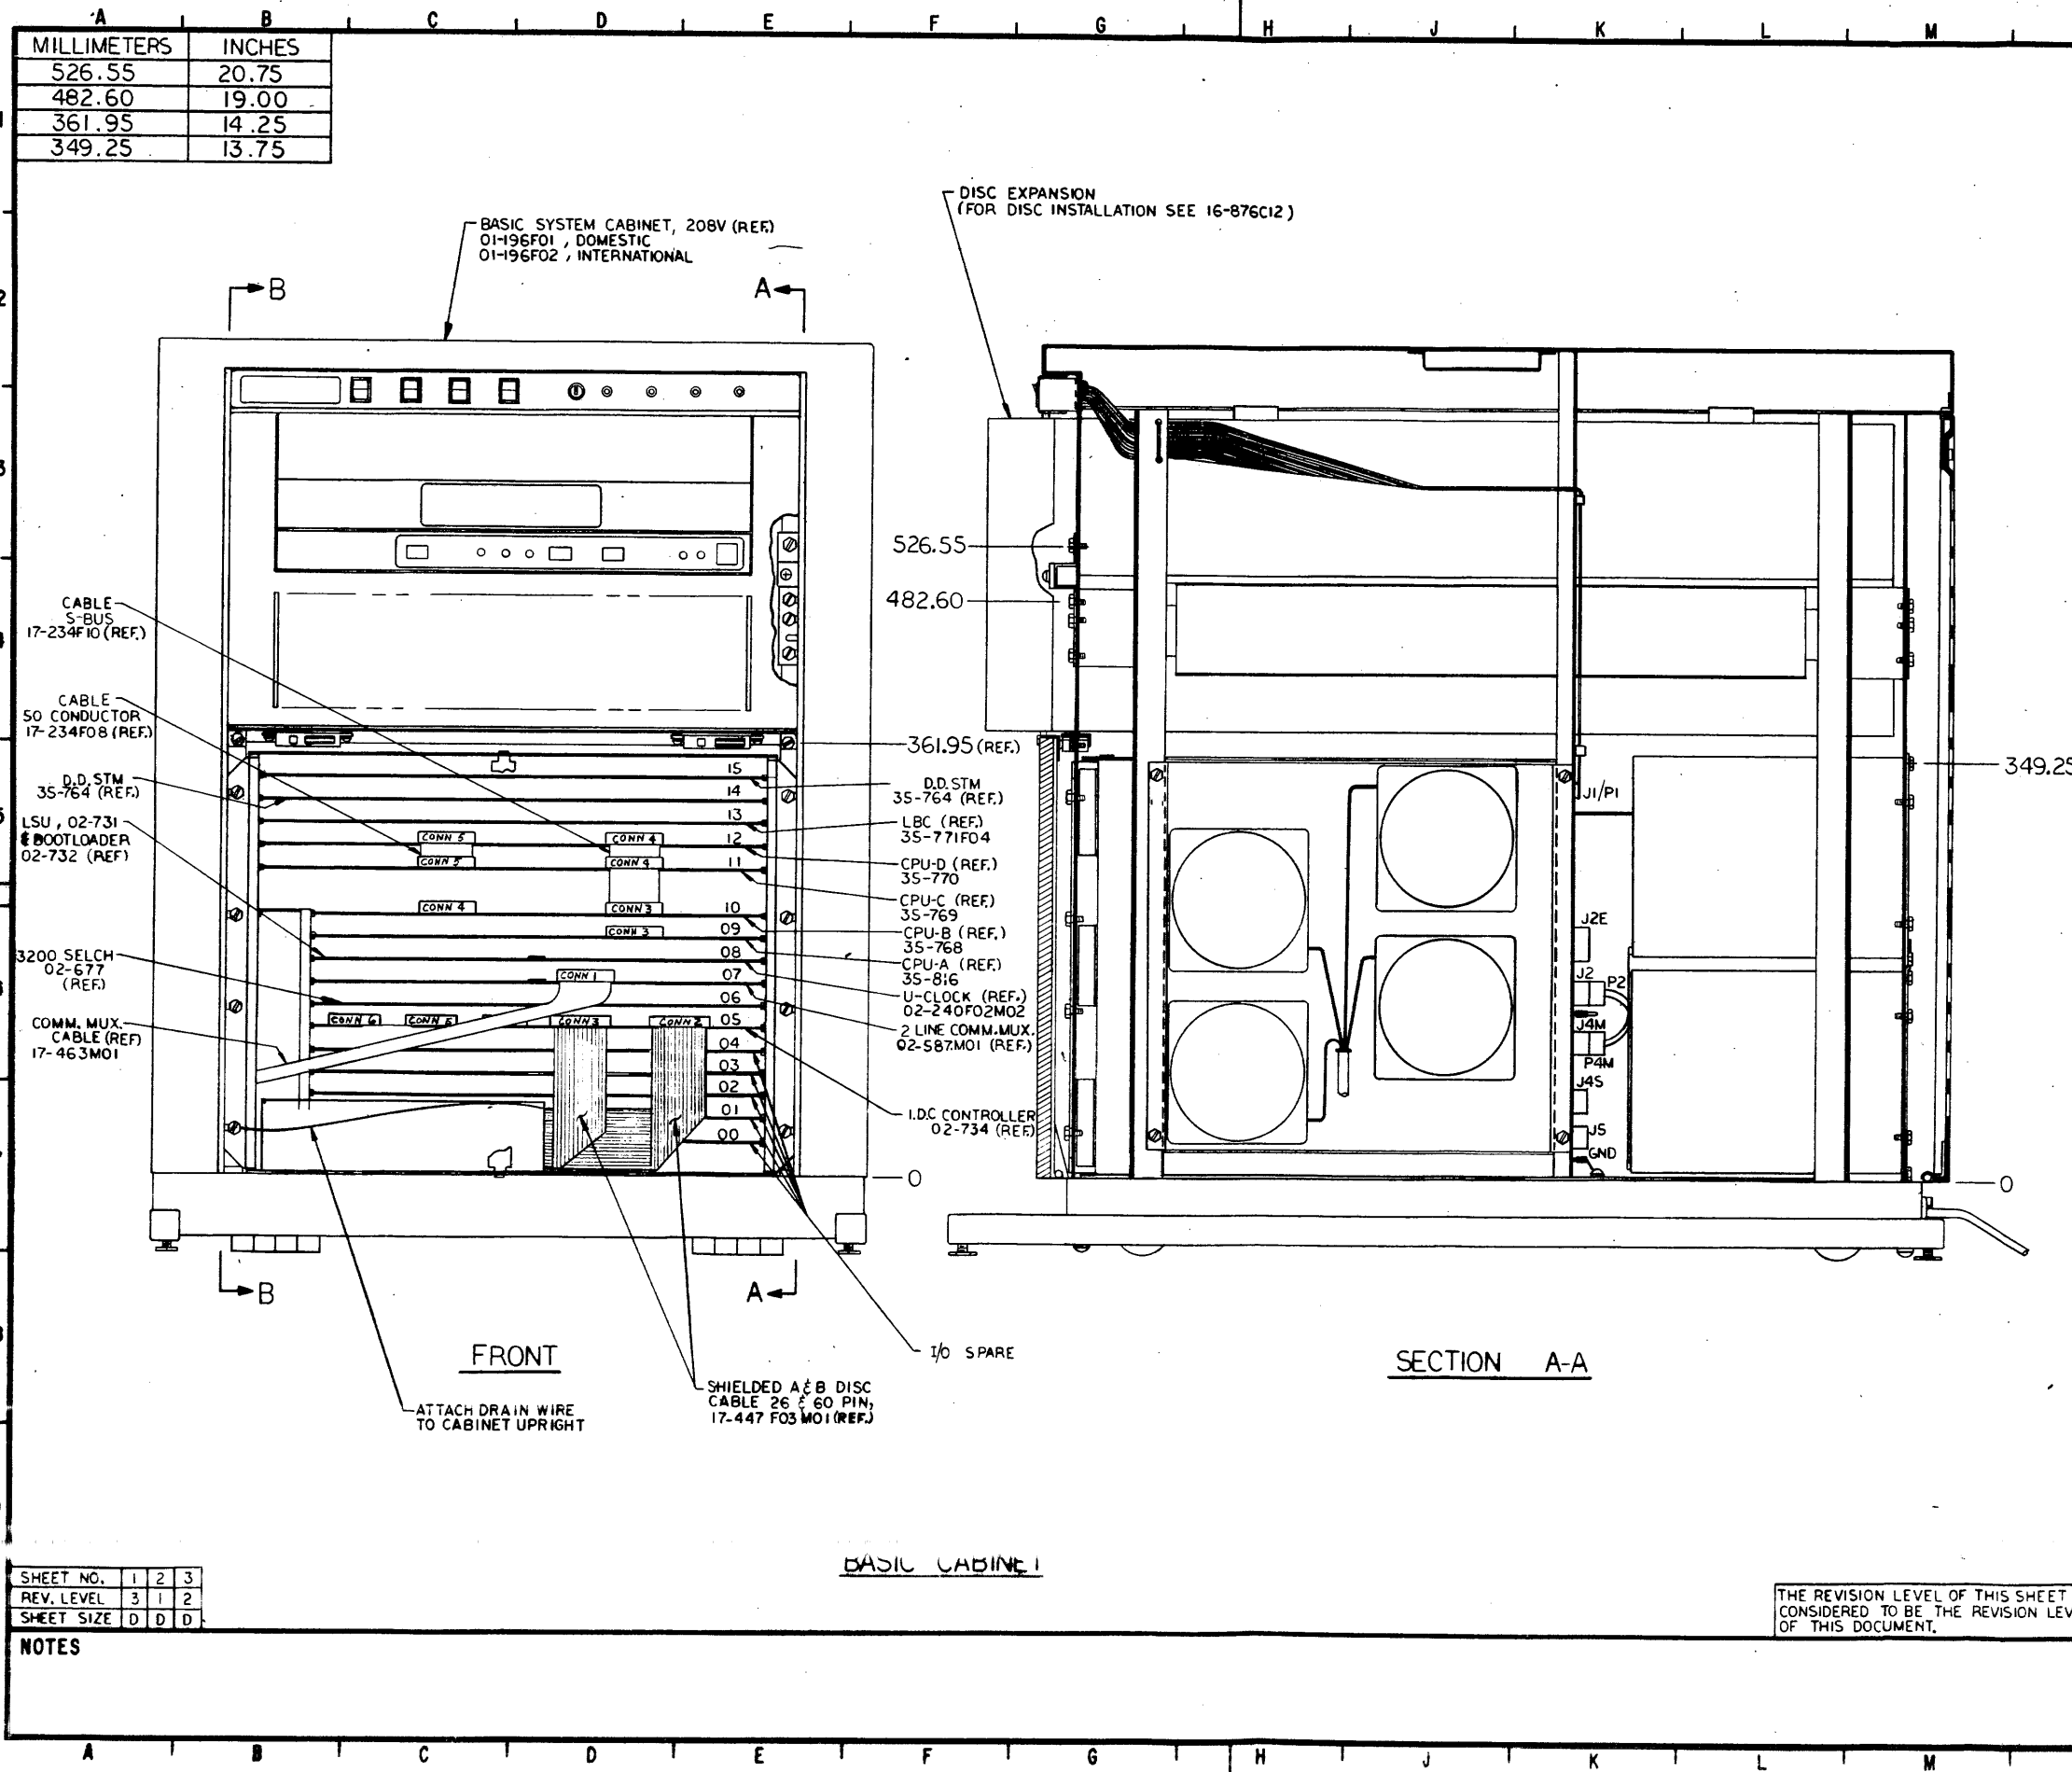 A B C D E F G H J K L M
MILLIMETERS INCHES
526.55 20.75
482.60 19.00
361.95 14.25
349.25 13.75
BASIC SYSTEM CABINET, 208V (REF.)
01-196F01 , DOMESTIC
01-196F02 , INTERNATIONAL
DISC EXPANSION
(FOR DISC INSTALLATION SEE 16-876C12)
B
A
CABLE
S-BUS
17-234F10 (REF.)
CABLE
50 CONDUCTOR
17-234F08 (REF.)
D.D. STM
35-764 (REF.)
LSU , 02-731
& BOOTLOADER
02-732 (REF)
3200 SELCH
02-677
(REF.)
COMM. MUX.
CABLE (REF)
17-463M01
15
14
13
12
11
10
09
08
07
06
05
04
03
02
01
00
CONN 5
CONN 4
CONN 5
CONN 4
CONN 4
CONN 3
CONN 3
CONN 1
CONN 6
CONN 3
CONN 2
526.55
482.60
361.95 (REF.)
D.D. STM
35-764 (REF.)
LBC (REF.)
35-771F04
CPU-D (REF.)
35-770
CPU-C (REF.)
35-769
CPU-B (REF.)
35-768
CPU-A (REF.)
35-816
U-CLOCK (REF.)
02-240F02M02
2 LINE COMM.MUX.
02-587M01 (REF.)
I.D.C CONTROLLER
02-734 (REF)
0
349.25
J1/P1
J2E
J2
P2
J4M
P4M
J4S
J5
GND
0
B
A
FRONT
I/O SPARE
SECTION A-A
ATTACH DRAIN WIRE
TO CABINET UPRIGHT
SHIELDED A & B DISC
CABLE 26 & 60 PIN,
17-447 F03 M01 (REF.)
BASIC CABINET
SHEET NO. 1 2 3
REV. LEVEL 3 1 2
SHEET SIZE D D D
THE REVISION LEVEL OF THIS SHEET
CONSIDERED TO BE THE REVISION LEV
OF THIS DOCUMENT.
NOTES
A B C D E F G H J K L M